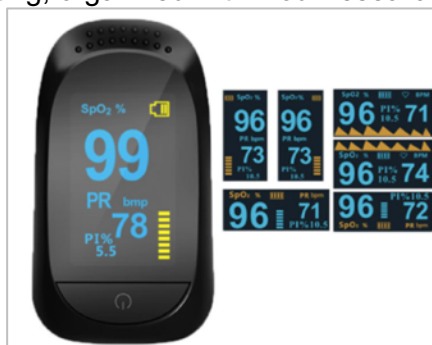 SpO₂ %
99
PR bmp
78
PI%
5.5
SpO₂ %
96
PR bpm
73
PI%
10.5
SpO₂ %
96
PR bpm
73
PI%
10.5
SpO2 % BPM
96 PI% 71
10.5
SpO₂ % BPM
96 PI% 74
10.5
SpO₂ % PR bpm
96 71
PI%10.5
PI%10.5
96 72
SpO₂ % PR bpm